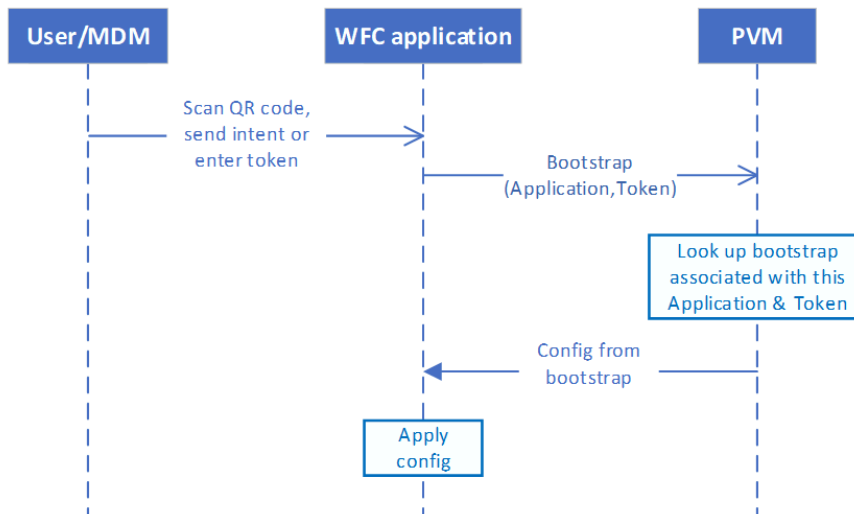 User/MDM
WFC application
PVM
Scan QR code,
send intent or
enter token
Bootstrap
(Application,Token)
Look up bootstrap
associated with this
Application & Token
Config from
bootstrap
Apply
config